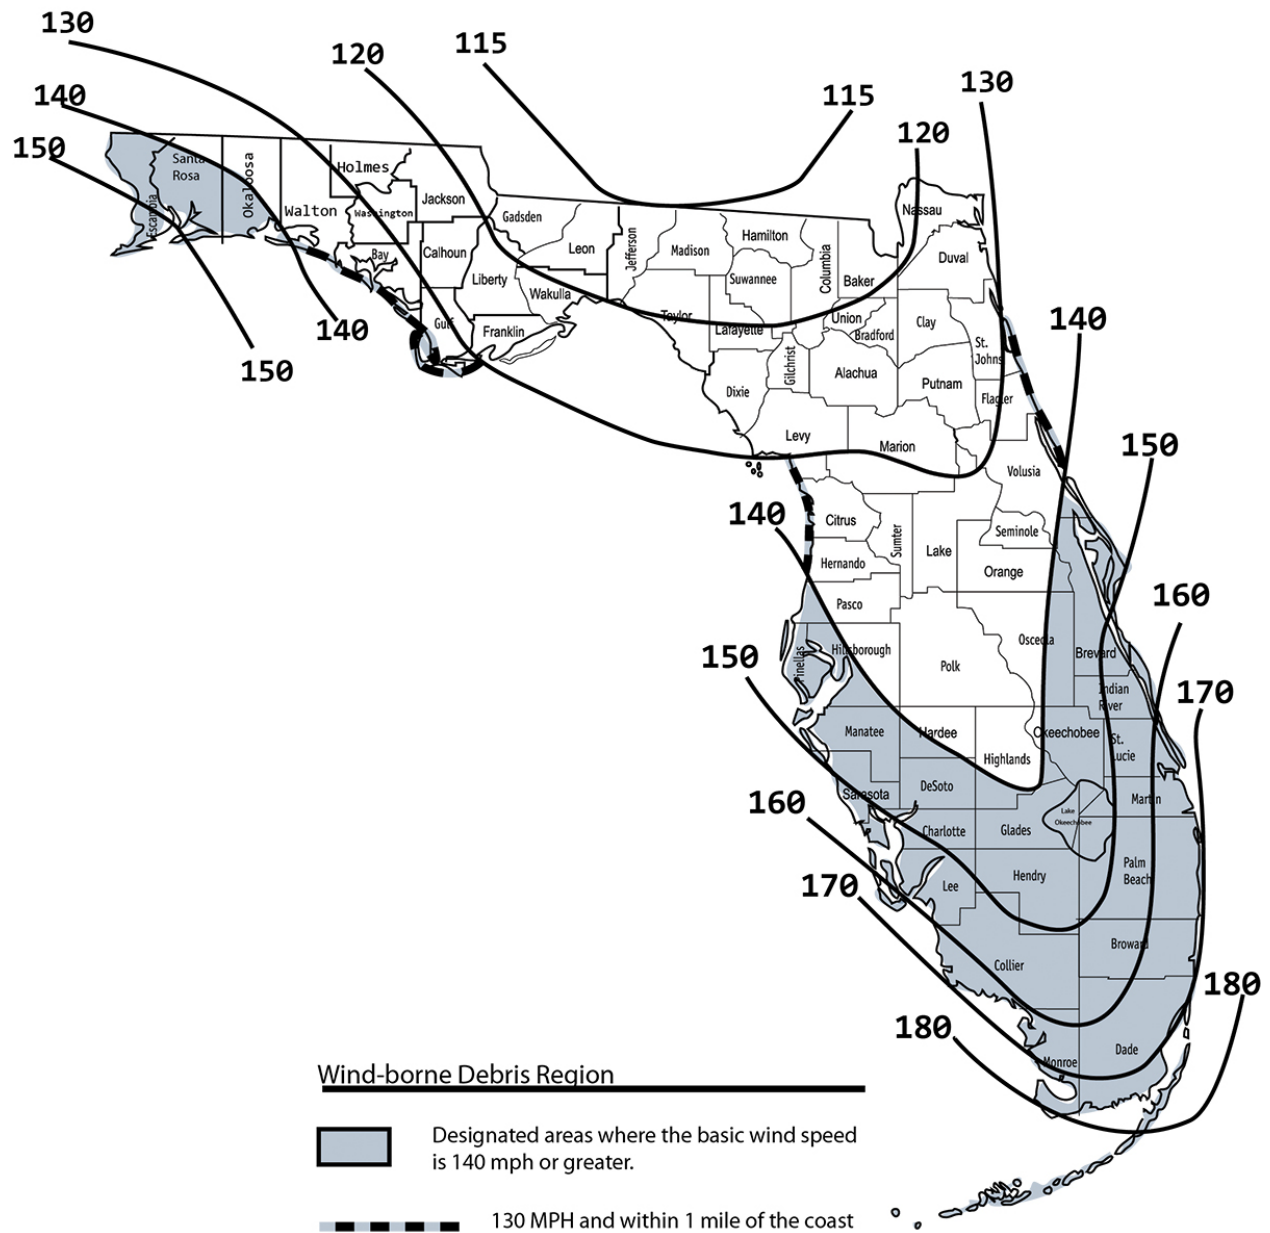 130
115
120
115
130
140
120
150
Santa
Rosa
Okaloosa
Escambia
Holmes
Walton
Washington
Jackson
Bay
Calhoun
Gulf
Gadsden
Liberty
Leon
Wakulla
Franklin
Jefferson
Madison
Taylor
Hamilton
Suwannee
Lafayette
Columbia
Baker
Nassau
Duval
Union
Bradford
Clay
St.
Johns
Dixie
Gilchrist
Alachua
Putnam
Flagler
140
150
140
150
Levy
Marion
Volusia
140
Citrus
Sumter
Lake
Seminole
Hernando
Orange
Pasco
160
150
Pinellas
Hillsborough
Polk
Osceola
Brevard
Indian
River
170
Manatee
Hardee
Highlands
Okeechobee
St.
Lucie
160
Sarasota
DeSoto
Martin
Charlotte
Glades
Lake
Okeechobee
170
Lee
Hendry
Palm
Beach
Broward
Collier
180
180
Monroe
Dade
Wind-borne Debris Region
Designated areas where the basic wind speed
is 140 mph or greater.
130 MPH and within 1 mile of the coast